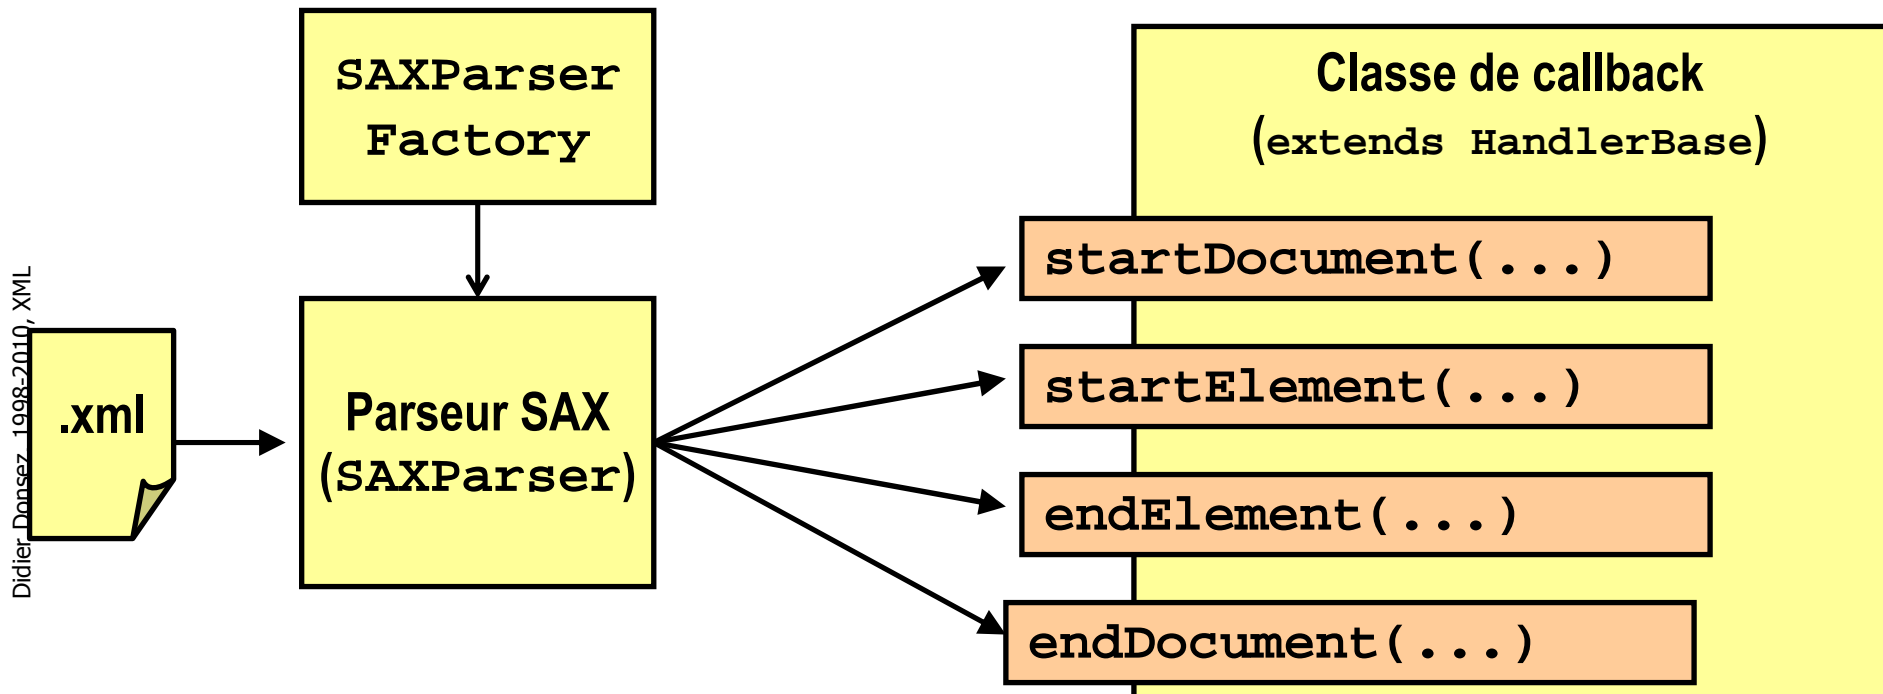 SAXParser
Factory
Classe de callback
(extends HandlerBase)
startDocument(...)
.xml
Parseur SAX
(SAXParser)
startElement(...)
endElement(...)
endDocument(...)
Didier Donsez, 1998-2010, XML